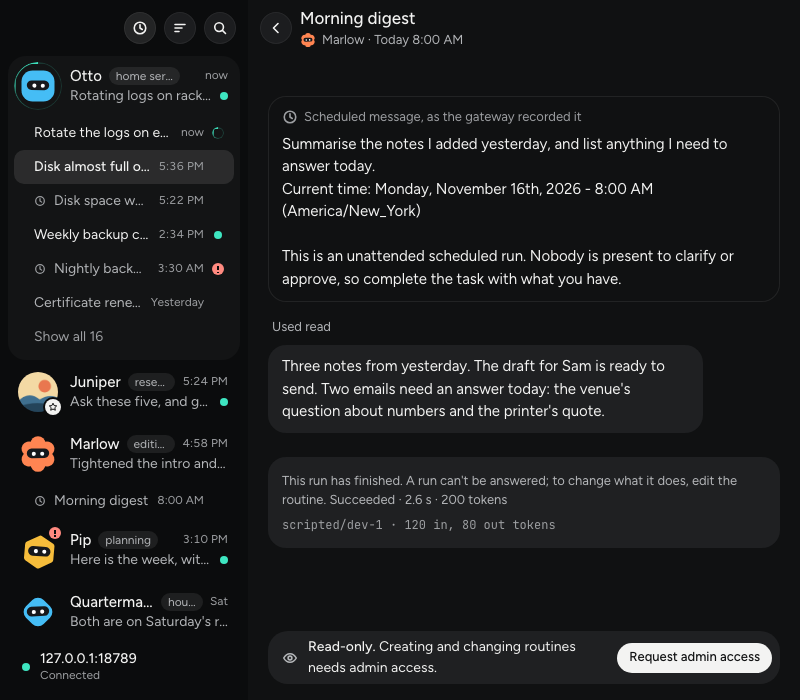 Otto home ser... now
Rotating logs on rack...
Rotate the logs on e... now
Disk almost full o... 5:36 PM
Disk space w... 5:22 PM
Weekly backup c... 2:34 PM
Nightly back... 3:30 AM
Certificate rene... Yesterday
Show all 16
Juniper rese... 5:24 PM
Ask these five, and g...
Marlow editi... 4:58 PM
Tightened the intro and...
Morning digest 8:00 AM
Pip planning 3:10 PM
Here is the week, wit...
Quarterma... hou... Sat
Both are on Saturday's r...
127.0.0.1:18789
Connected
Morning digest
Marlow · Today 8:00 AM
Scheduled message, as the gateway recorded it
Summarise the notes I added yesterday, and list anything I need to
answer today.
Current time: Monday, November 16th, 2026 - 8:00 AM
(America/New_York)
This is an unattended scheduled run. Nobody is present to clarify or
approve, so complete the task with what you have.
Used read
Three notes from yesterday. The draft for Sam is ready to
send. Two emails need an answer today: the venue's
question about numbers and the printer's quote.
This run has finished. A run can't be answered; to change what it does, edit the
routine. Succeeded · 2.6 s · 200 tokens
scripted/dev-1 · 120 in, 80 out tokens
Read-only. Creating and changing routines
needs admin access.
Request admin access